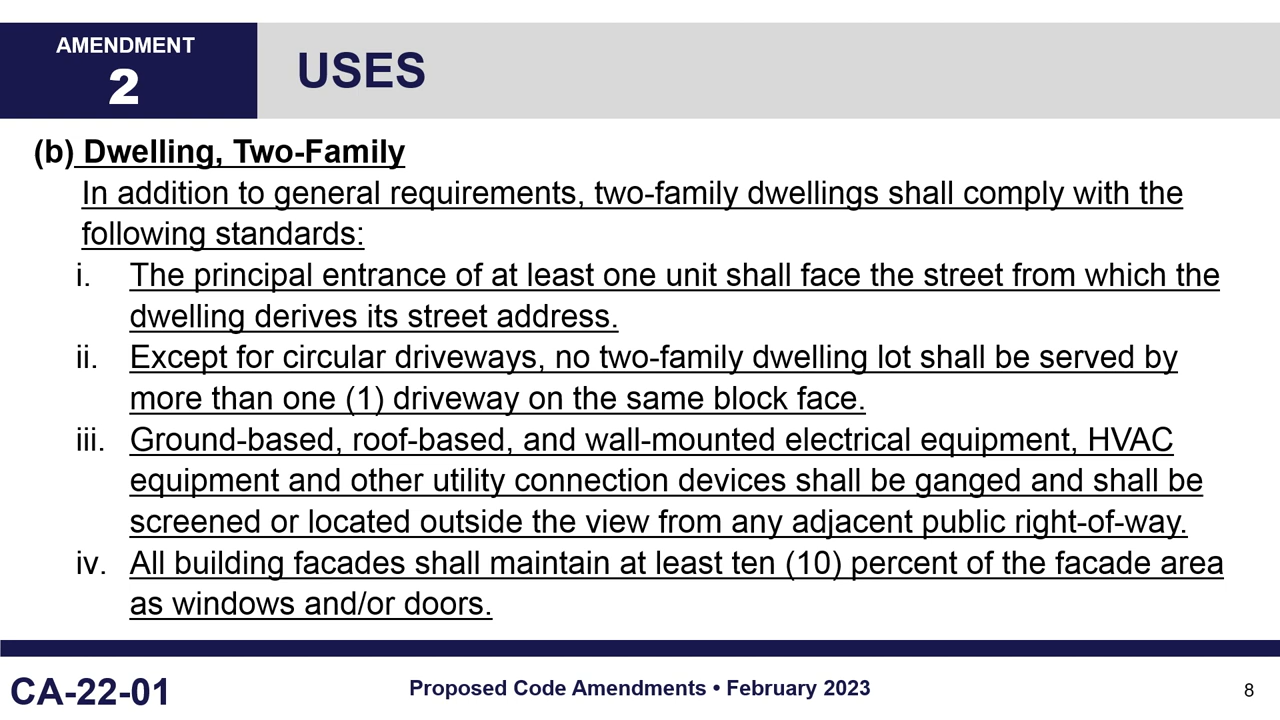 AMENDMENT
2
USES
(b) Dwelling, Two-Family
In addition to general requirements, two-family dwellings shall comply with the
following standards:
i. The principal entrance of at least one unit shall face the street from which the
dwelling derives its street address.
ii. Except for circular driveways, no two-family dwelling lot shall be served by
more than one (1) driveway on the same block face.
iii. Ground-based, roof-based, and wall-mounted electrical equipment, HVAC
equipment and other utility connection devices shall be ganged and shall be
screened or located outside the view from any adjacent public right-of-way.
iv. All building facades shall maintain at least ten (10) percent of the facade area
as windows and/or doors.
CA-22-01
Proposed Code Amendments • February 2023
8